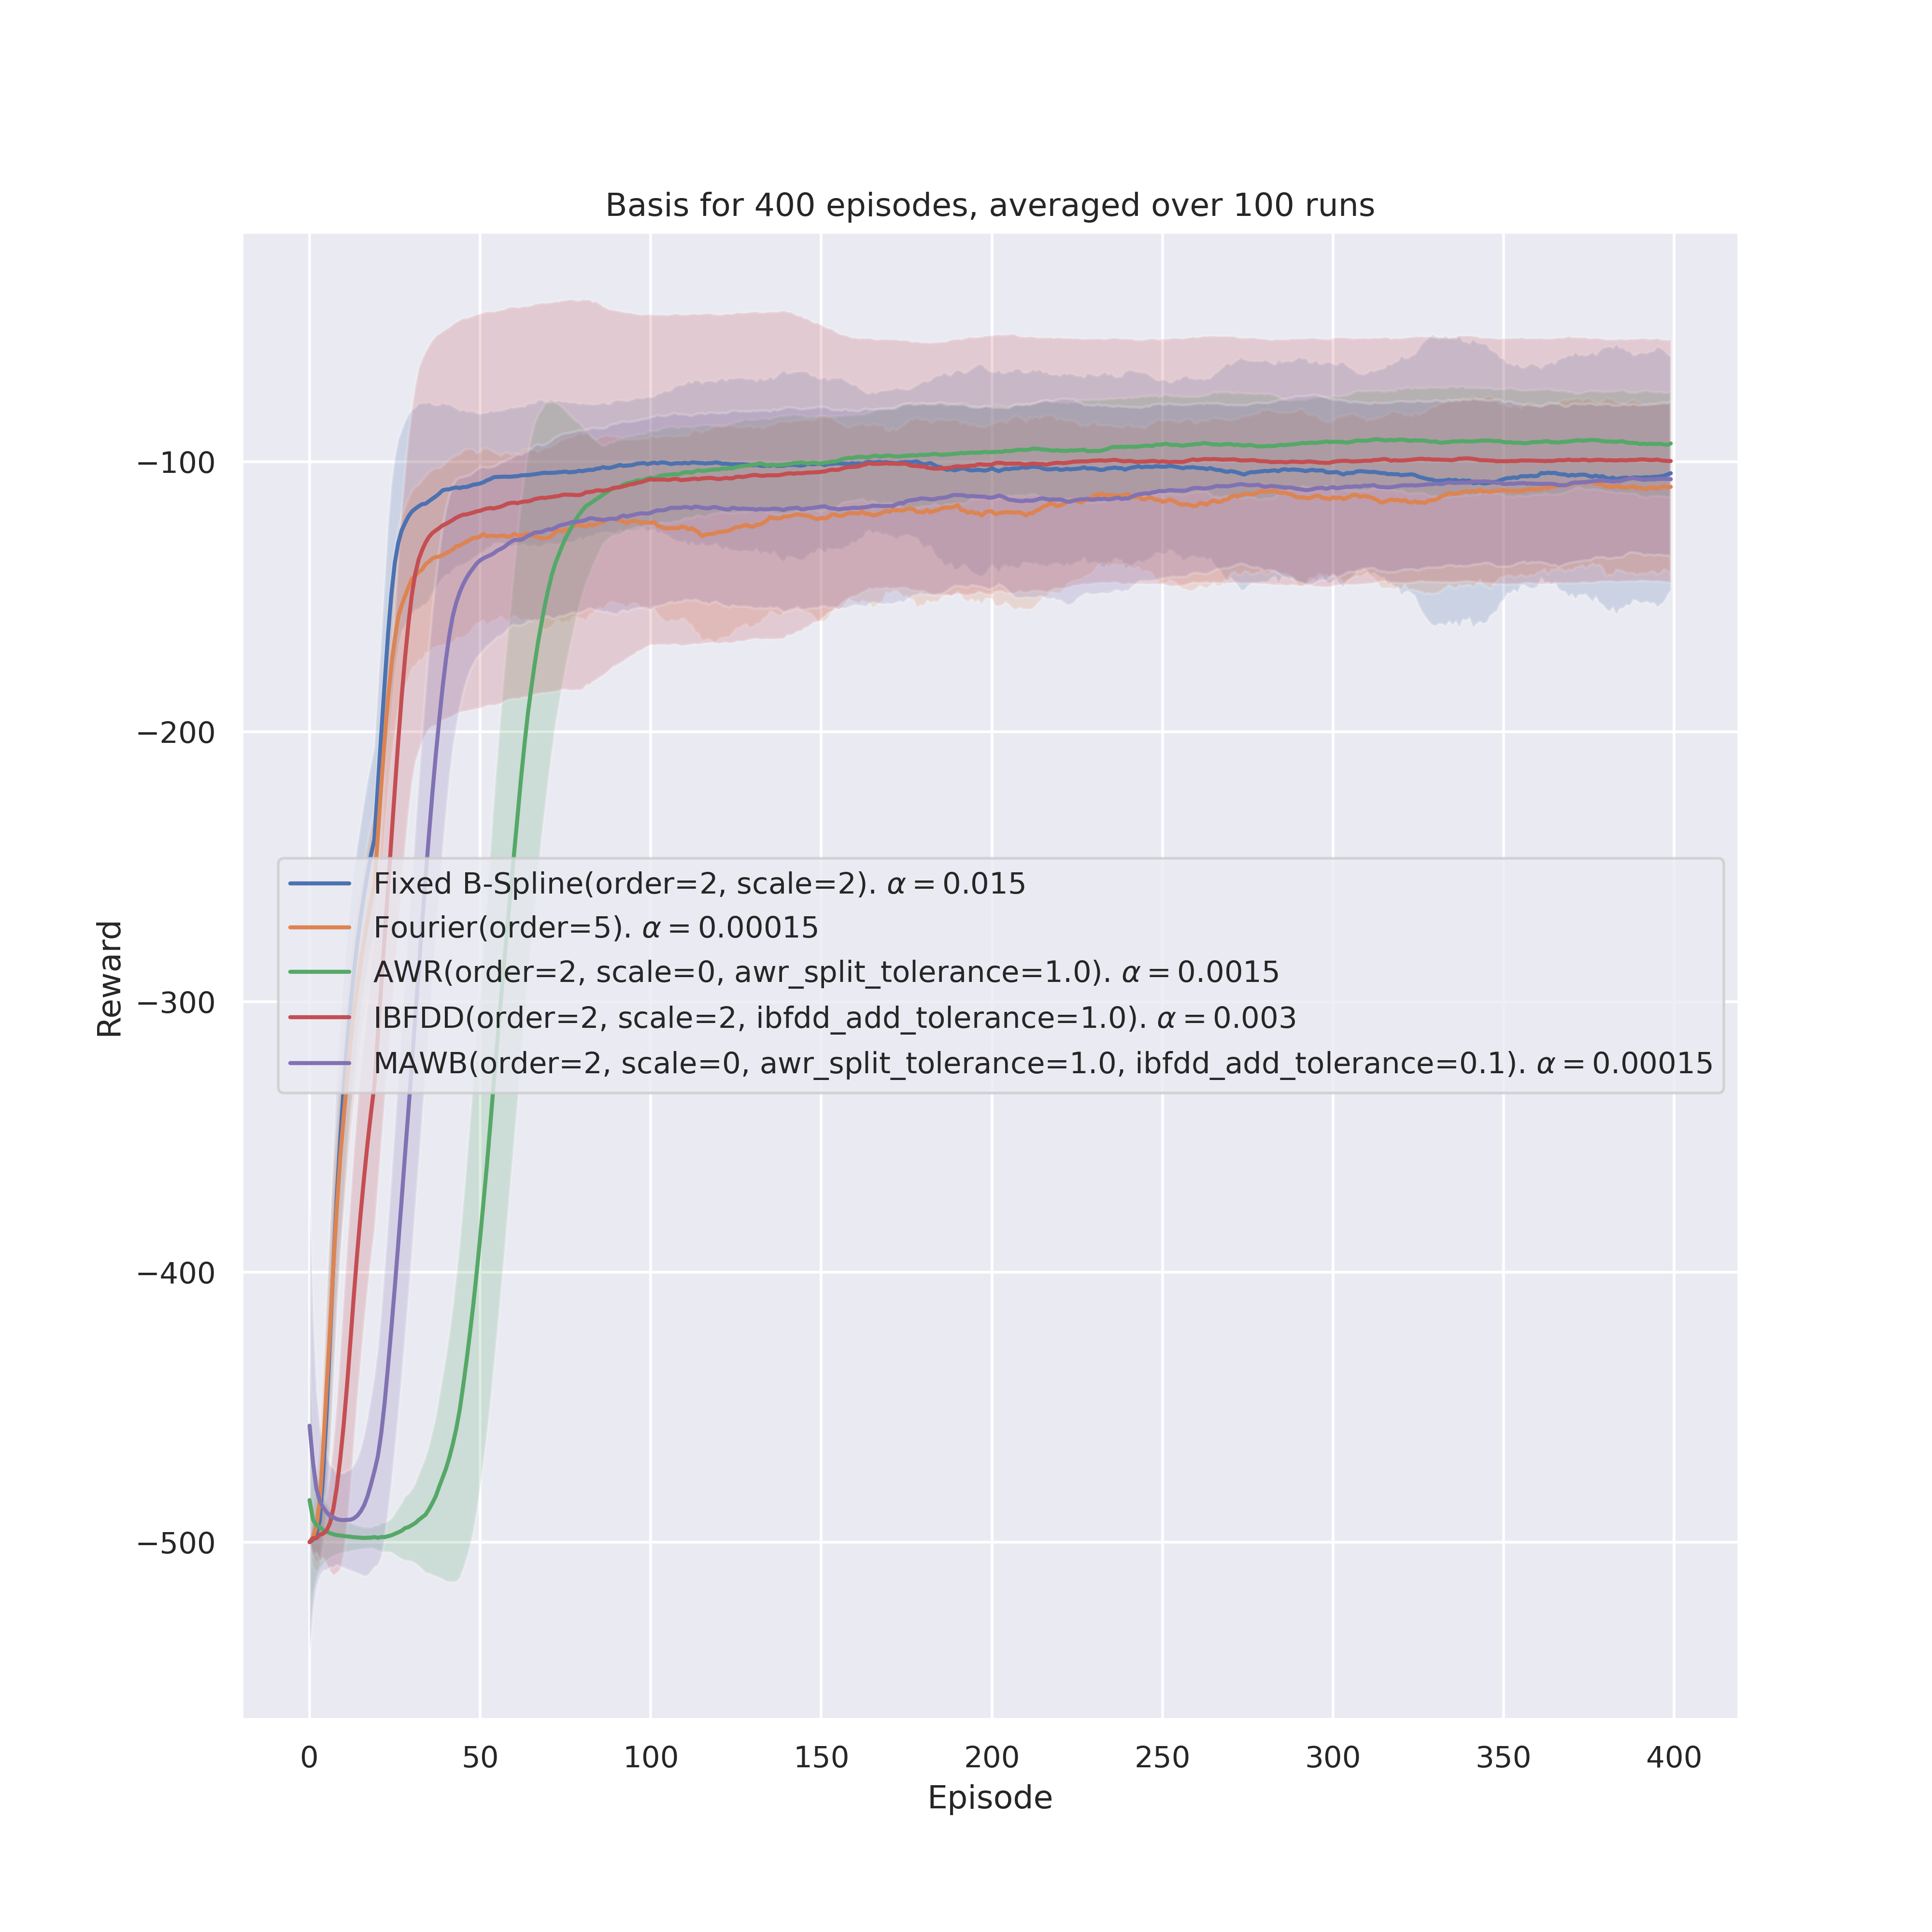 Basis for 400 episodes, averaged over 100 runs
−100
−200
−300
−400
−500
Reward
Fixed B-Spline(order=2, scale=2). α = 0.015
Fourier(order=5). α = 0.00015
AWR(order=2, scale=0, awr_split_tolerance=1.0). α = 0.0015
IBFDD(order=2, scale=2, ibfdd_add_tolerance=1.0). α = 0.003
MAWB(order=2, scale=0, awr_split_tolerance=1.0, ibfdd_add_tolerance=0.1). α = 0.00015
0 50 100 150 200 250 300 350 400
Episode